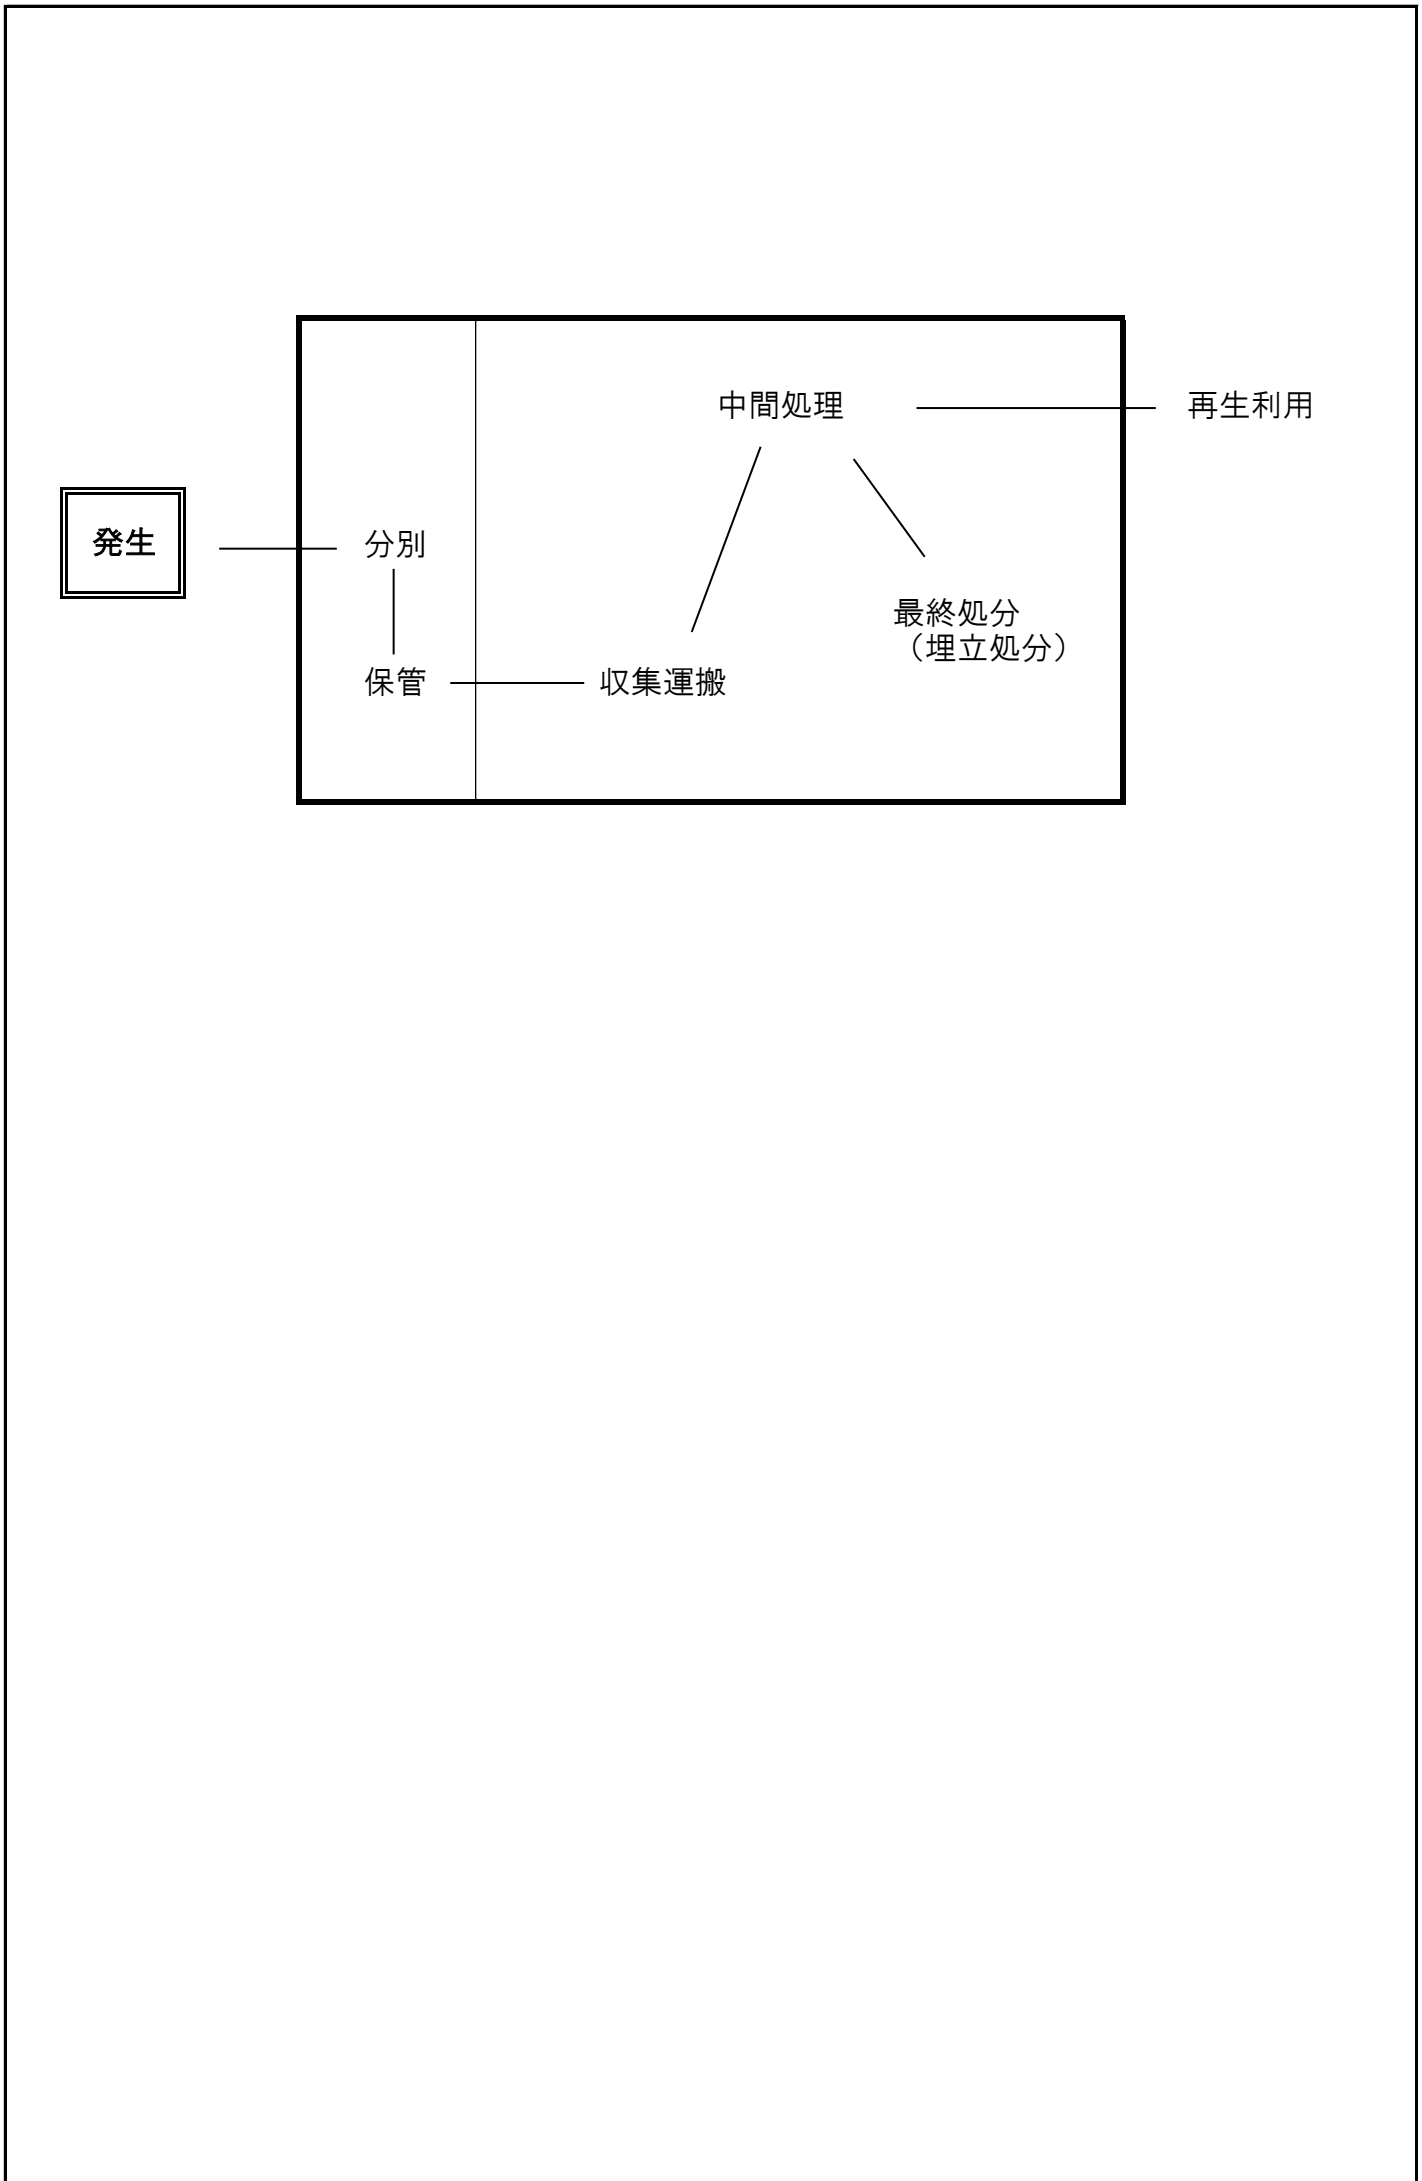 中間処理
再生利用
発生
分別
最終処分
（埋立処分）
保管
収集運搬